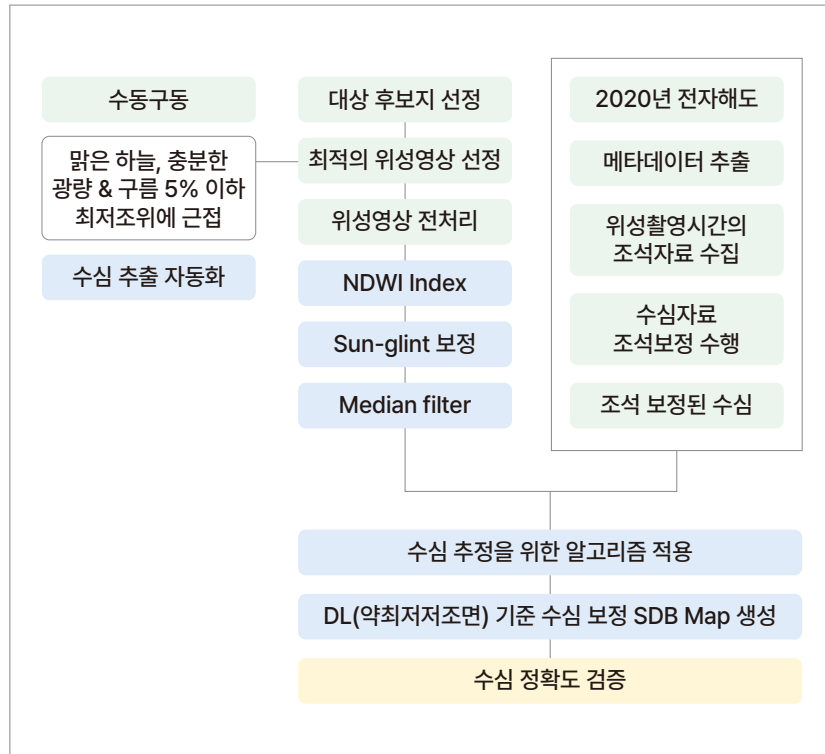 수동구동
맑은 하늘, 충분한
광량 & 구름 5% 이하
최저조위에 근접
수심 추출 자동화
대상 후보지 선정
최적의 위성영상 선정
위성영상 전처리
NDWI Index
Sun-glint 보정
Median filter
2020년 전자해도
메타데이터 추출
위성촬영시간의
조석자료 수집
수심자료
조석보정 수행
조석 보정된 수심
수심 추정을 위한 알고리즘 적용
DL(약최저저조면) 기준 수심 보정 SDB Map 생성
수심 정확도 검증